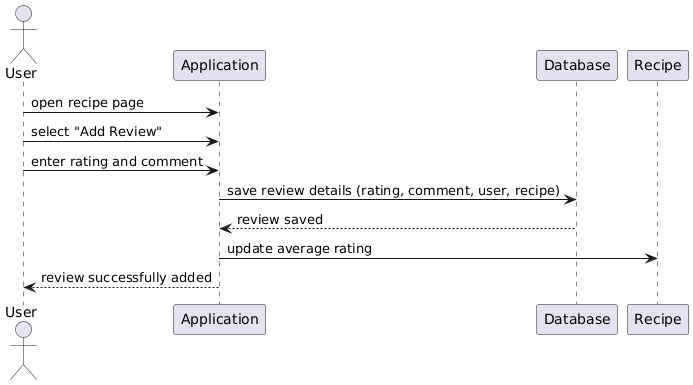 User
Application
Database
Recipe
open recipe page
select "Add Review"
enter rating and comment
save review details (rating, comment, user, recipe)
review saved
update average rating
review successfully added
User
Application
Database
Recipe